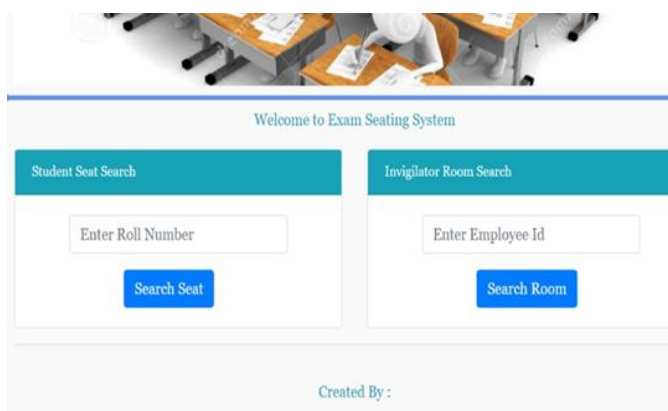 Welcome to Exam Seating System
Student Seat Search
Enter Roll Number
Search Seat
Invigilator Room Search
Enter Employee Id
Search Room
Created By :